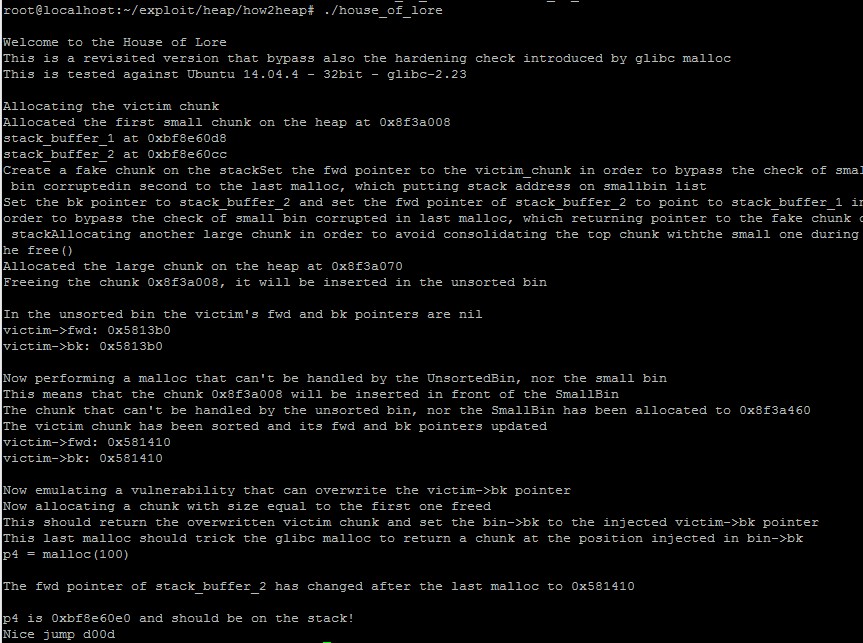 root@localhost:~/exploit/heap/how2heap# ./house_of_lore
Welcome to the House of Lore
This is a revisited version that bypass also the hardening check introduced by glibc malloc
This is tested against Ubuntu 14.04.4 - 32bit - glibc-2.23
Allocating the victim chunk
Allocated the first small chunk on the heap at 0x8f3a008
stack_buffer_1 at 0xbf8e60d8
stack_buffer_2 at 0xbf8e60cc
Create a fake chunk on the stackSet the fwd pointer to the victim_chunk in order to bypass the check of smal
bin corruptedin second to the last malloc, which putting stack address on smallbin list
Set the bk pointer to stack_buffer_2 and set the fwd pointer of stack_buffer_2 to point to stack_buffer_1 in
order to bypass the check of small bin corrupted in last malloc, which returning pointer to the fake chunk o
stackAllocating another large chunk in order to avoid consolidating the top chunk withthe small one during
he free()
Allocated the large chunk on the heap at 0x8f3a070
Freeing the chunk 0x8f3a008, it will be inserted in the unsorted bin
In the unsorted bin the victim's fwd and bk pointers are nil
victim->fwd: 0x5813b0
victim->bk: 0x5813b0
Now performing a malloc that can't be handled by the UnsortedBin, nor the small bin
This means that the chunk 0x8f3a008 will be inserted in front of the SmallBin
The chunk that can't be handled by the unsorted bin, nor the SmallBin has been allocated to 0x8f3a460
The victim chunk has been sorted and its fwd and bk pointers updated
victim->fwd: 0x581410
victim->bk: 0x581410
Now emulating a vulnerability that can overwrite the victim->bk pointer
Now allocating a chunk with size equal to the first one freed
This should return the overwritten victim chunk and set the bin->bk to the injected victim->bk pointer
This last malloc should trick the glibc malloc to return a chunk at the position injected in bin->bk
p4 = malloc(100)
The fwd pointer of stack_buffer_2 has changed after the last malloc to 0x581410
p4 is 0xbf8e60e0 and should be on the stack!
Nice jump d00d